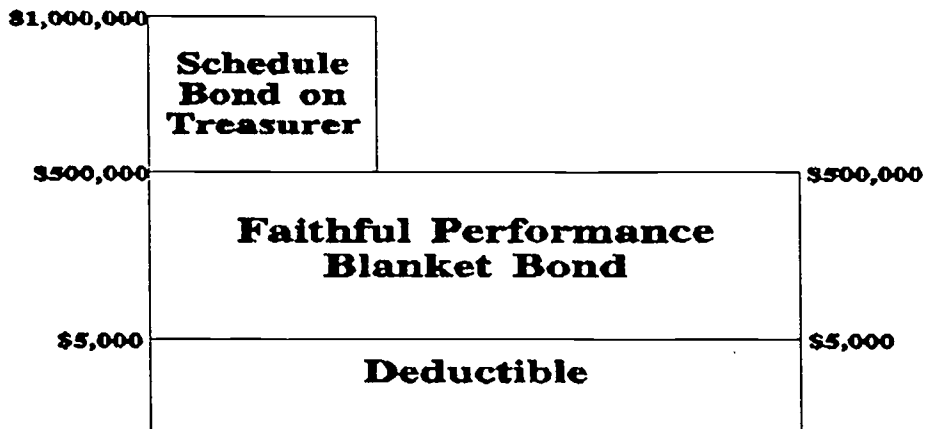 $1,000,000
Schedule
Bond on
Treasurer
$500,000
$500,000
Faithful Performance
Blanket Bond
$5,000
$5,000
Deductible